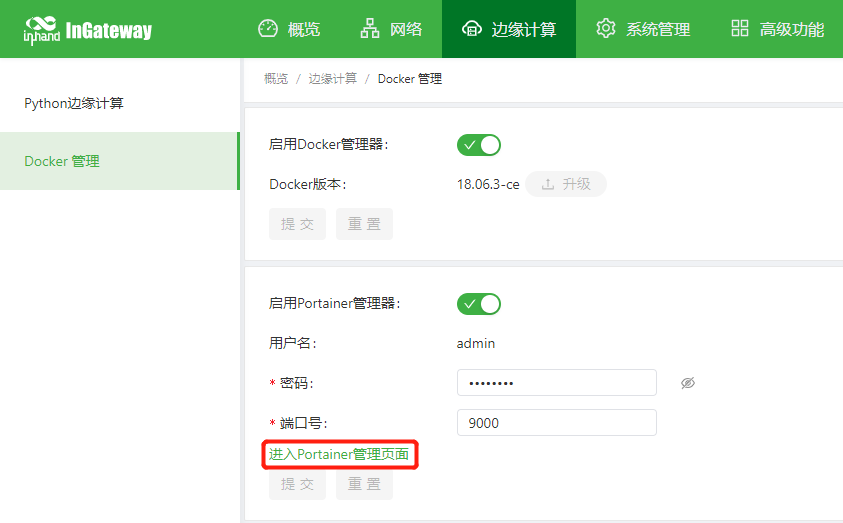 inhand InGateway 概览 网络 边缘计算 系统管理 高级功能
概览 / 边缘计算 / Docker 管理
Python边缘计算
Docker 管理
启用Docker管理器：
Docker版本： 18.06.3-ce 升级
提 交 重 置
启用Portainer管理器：
用户名： admin
* 密码： ••••••••
* 端口号： 9000
进入Portainer管理页面
提 交 重 置